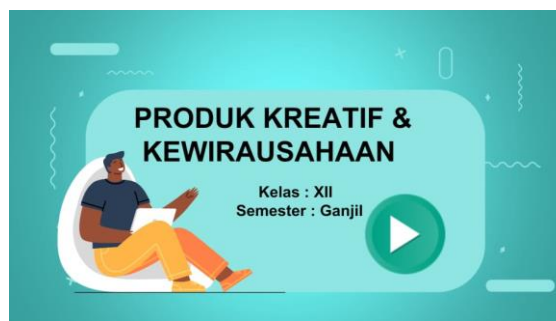 PRODUK KREATIF &
KEWIRAUSAHAAN
Kelas : XII
Semester : Ganjil